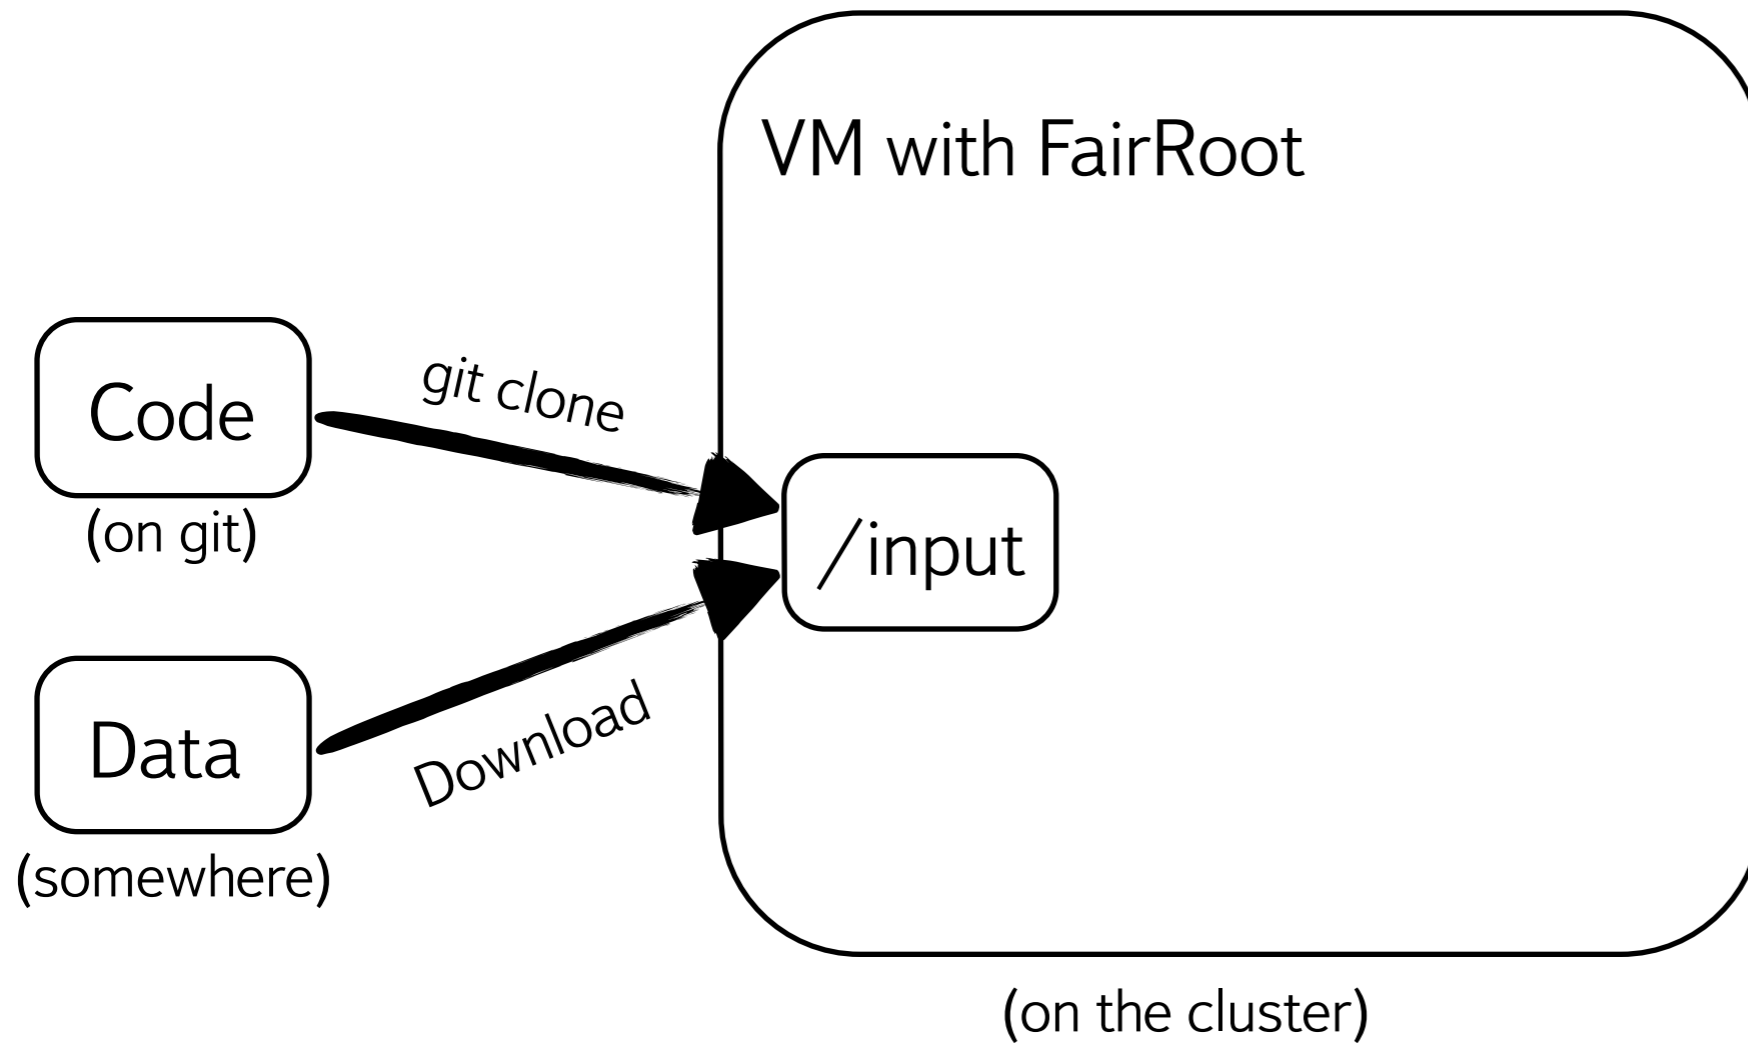 VM with FairRoot
git clone
Code
(on git)
/input
Data
Download
(somewhere)
(on the cluster)